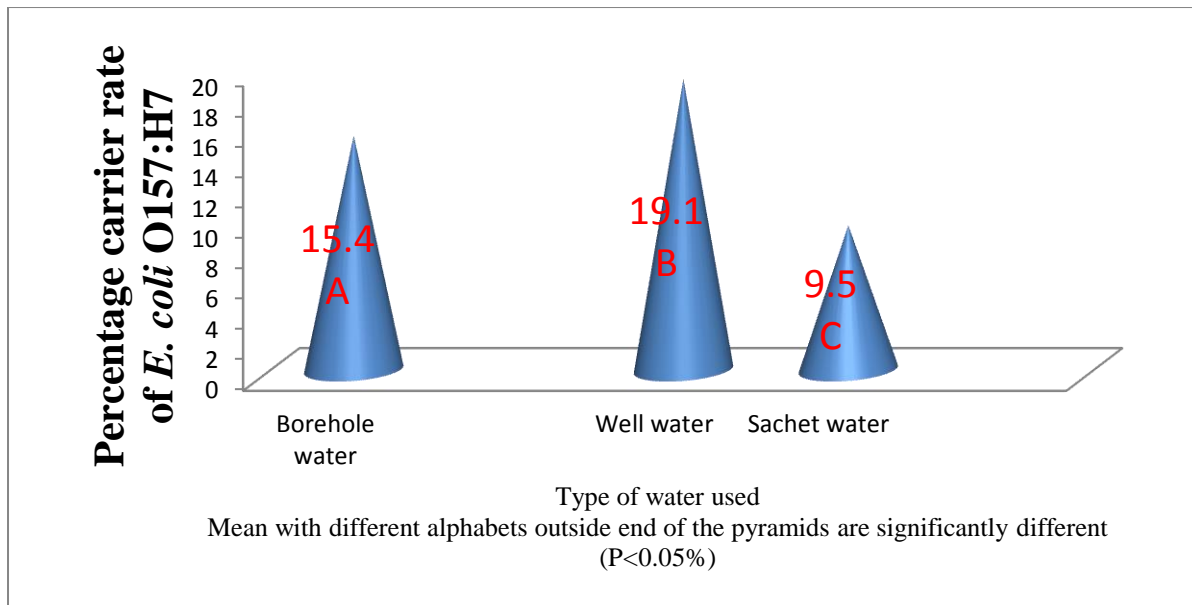 Percentage carrier rate
of E. coli O157:H7
20
18
16
14
12
10
8
6
4
2
0
15.4
A
19.1
B
9.5
C
Borehole
water
Well water
Sachet water
Type of water used
Mean with different alphabets outside end of the pyramids are significantly different
(P<0.05%)